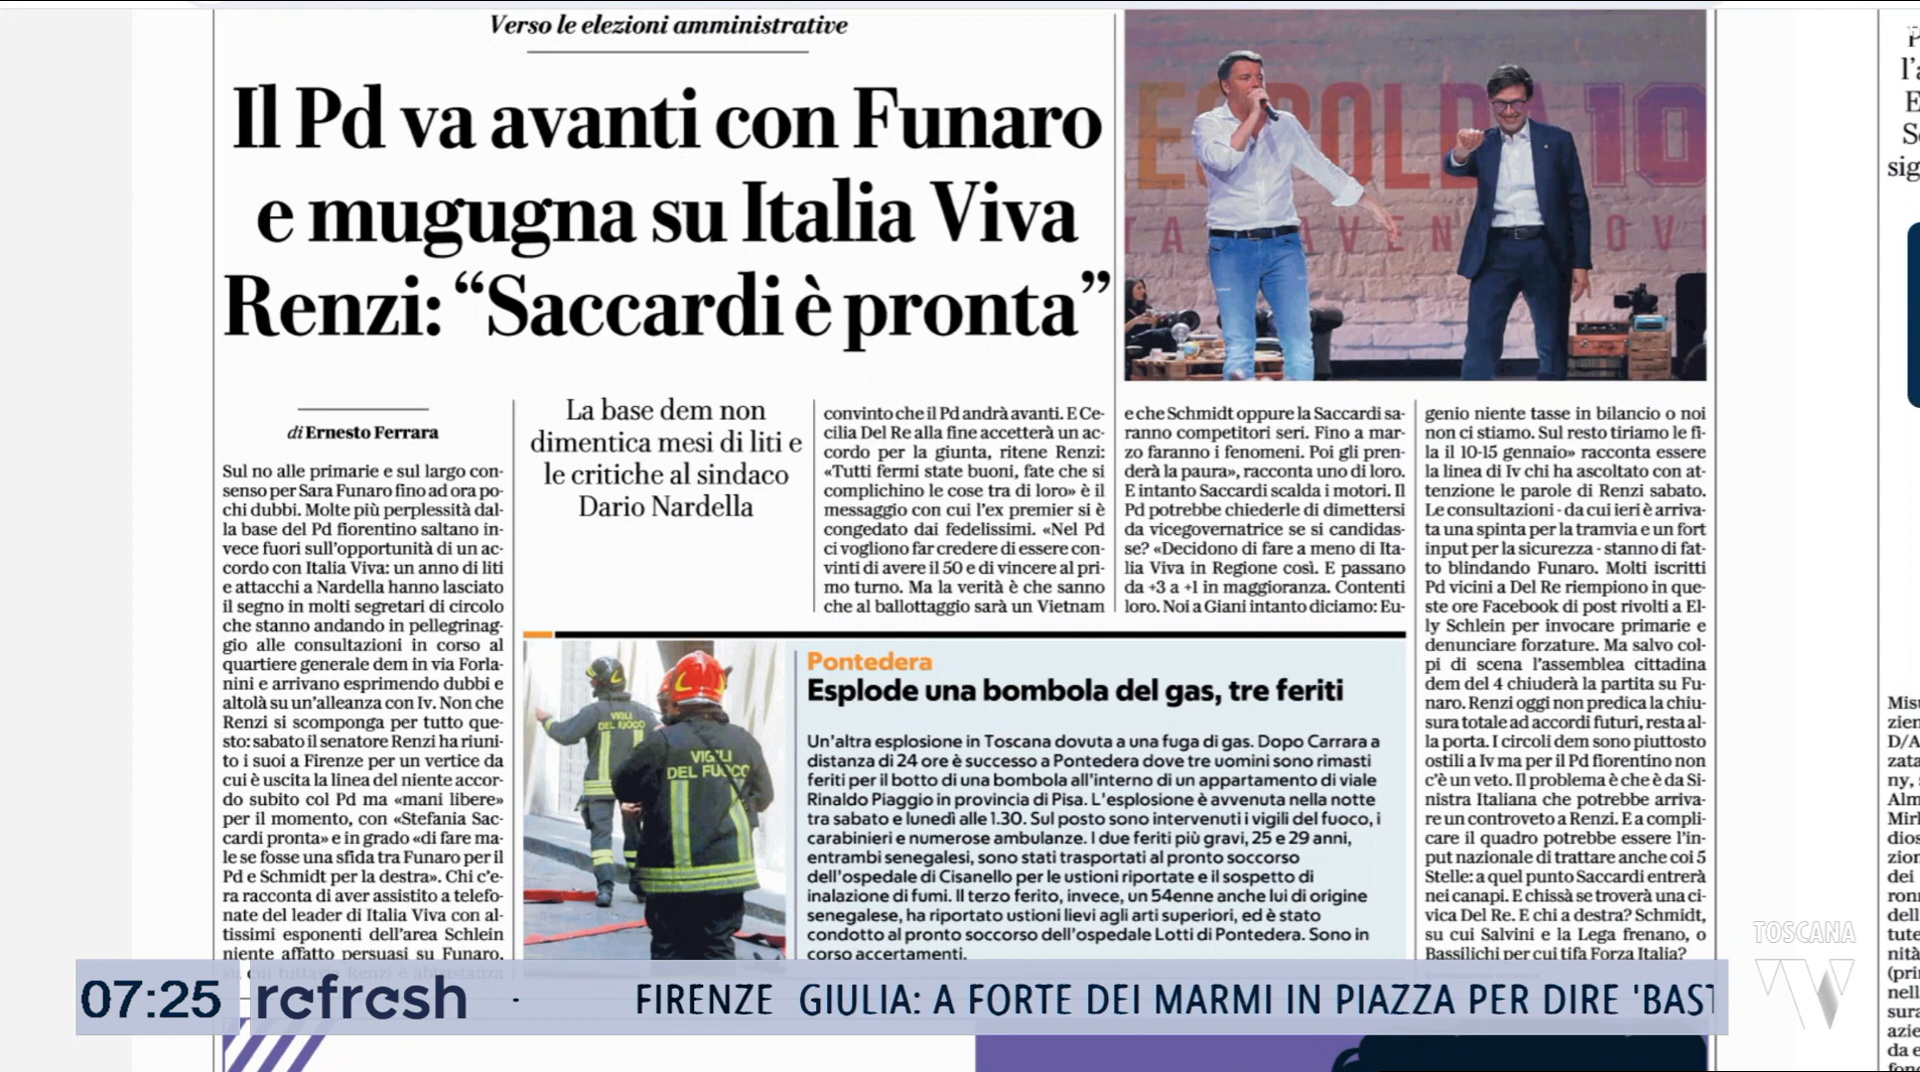 Verso le elezioni amministrative
Il Pd va avanti con Funaro
e mugugna su Italia Viva
Renzi: “Saccardi è pronta”
di Ernesto Ferrara
Sul no alle primarie e sul largo con-
senso per Sara Funaro fino ad ora po-
chi dubbi. Molte più perplessità dal-
la base del Pd fiorentino saltano in-
vece fuori sull'opportunità di un ac-
cordo con Italia Viva: un anno di liti
e attacchi a Nardella hanno lasciato
il segno in molti segretari di circolo
che stanno andando in pellegrinag-
gio alle consultazioni in corso al
quartiere generale dem in via Forla-
nini e arrivano esprimendo dubbi e
altolà su un'alleanza con Iv. Non che
Renzi si scomponga per tutto que-
sto: sabato il senatore Renzi ha riuni-
to i suoi a Firenze per un vertice da
cui è uscita la linea del niente accor-
do subito col Pd ma «mani libere»
per il momento, con «Stefania Sac-
cardi pronta» e in grado «di fare ma-
le se fosse una sfida tra Funaro per il
Pd e Schmidt per la destra». Chi c'e-
ra racconta di aver assistito a telefo-
nate del leader di Italia Viva con al-
tissimi esponenti dell'area Schlein
niente affatto persuasi su Funaro,
su cui tuttavia Renzi è abbastanza
La base dem non
dimentica mesi di liti e
le critiche al sindaco
Dario Nardella
convinto che il Pd andrà avanti. E Ce-
cilia Del Re alla fine accetterà un ac-
cordo per la giunta, ritene Renzi:
«Tutti fermi state buoni, fate che si
complichino le cose tra di loro» è il
messaggio con cui l'ex premier si è
congedato dai fedelissimi. «Nel Pd
ci vogliono far credere di essere con-
vinti di avere il 50 e di vincere al pri-
mo turno. Ma la verità è che sanno
che al ballottaggio sarà un Vietnam
e che Schmidt oppure la Saccardi sa-
ranno competitori seri. Fino a mar-
zo faranno i fenomeni. Poi gli pren-
derà la paura», racconta uno di loro.
E intanto Saccardi scalda i motori. Il
Pd potrebbe chiederle di dimettersi
da vicegovernatrice se si candidas-
se? «Decidono di fare a meno di Ita-
lia Viva in Regione così. E passano
da +3 a +1 in maggioranza. Contenti
loro. Noi a Giani intanto diciamo: Eu-
genio niente tasse in bilancio o noi
non ci stiamo. Sul resto tiriamo le fi-
la il 10-15 gennaio» racconta essere
la linea di Iv chi ha ascoltato con at-
tenzione le parole di Renzi sabato.
Le consultazioni - da cui ieri è arriva-
ta una spinta per la tramvia e un fort
input per la sicurezza - stanno di fat-
to blindando Funaro. Molti iscritti
Pd vicini a Del Re riempiono in que-
ste ore Facebook di post rivolti a El-
ly Schlein per invocare primarie e
denunciare forzature. Ma salvo col-
pi di scena l'assemblea cittadina
dem del 4 chiuderà la partita su Fu-
naro. Renzi oggi non predica la chiu-
sura totale ad accordi futuri, resta al-
la porta. I circoli dem sono piuttosto
ostili a Iv ma per il Pd fiorentino non
c'è un veto. Il problema è che è da Si-
nistra Italiana che potrebbe arriva-
re un controveto a Renzi. E a compli-
care il quadro potrebbe essere l'in-
put nazionale di trattare anche coi 5
Stelle: a quel punto Saccardi entrerà
nei canapi. E chissà se troverà una ci-
vica Del Re. E chi a destra? Schmidt,
su cui Salvini e la Lega frenano, o
Bassilichi per cui tifa Forza Italia?
VIGILI
DEL FUOCO
VIGILI
DEL FUOCO
Pontedera
Esplode una bombola del gas, tre feriti
Un'altra esplosione in Toscana dovuta a una fuga di gas. Dopo Carrara a
distanza di 24 ore è successo a Pontedera dove tre uomini sono rimasti
feriti per il botto di una bombola all'interno di un appartamento di viale
Rinaldo Piaggio in provincia di Pisa. L'esplosione è avvenuta nella notte
tra sabato e lunedì alle 1.30. Sul posto sono intervenuti i vigili del fuoco, i
carabinieri e numerose ambulanze. I due feriti più gravi, 25 e 29 anni,
entrambi senegalesi, sono stati trasportati al pronto soccorso
dell'ospedale di Cisanello per le ustioni riportate e il sospetto di
inalazione di fumi. Il terzo ferito, invece, un 54enne anche lui di origine
senegalese, ha riportato ustioni lievi agli arti superiori, ed è stato
condotto al pronto soccorso dell'ospedale Lotti di Pontedera. Sono in
corso accertamenti.
TOSCANA
TV
07:25 refresh · FIRENZE GIULIA: A FORTE DEI MARMI IN PIAZZA PER DIRE 'BAST